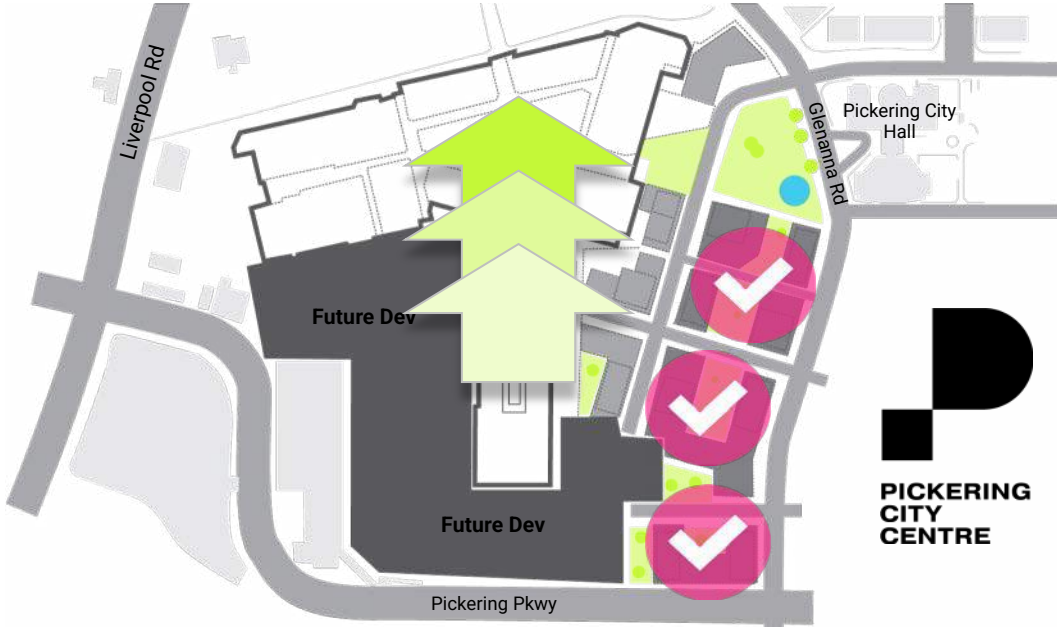 Liverpool Rd
Glenanna Rd
Pickering City
Hall
Future Dev
Future Dev
PICKERING
CITY
CENTRE
Pickering Pkwy